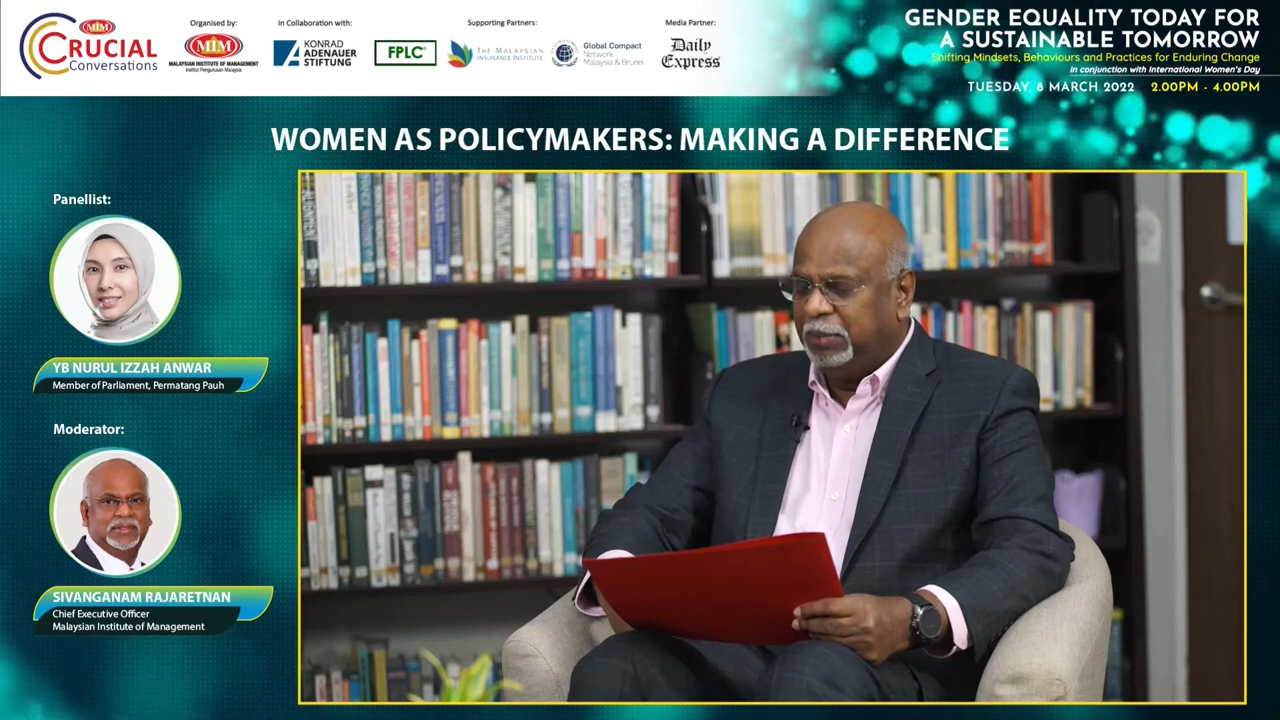 MIM
CRUCIAL
Conversations
Organised by:
MIM
MALAYSIAN INSTITUTE OF MANAGEMENT
Institut Pengurusan Malaysia
In Collaboration with:
KONRAD
ADENAUER
STIFTUNG
FPLC
Supporting Partners:
THE MALAYSIAN
INSURANCE INSTITUTE
Global Compact
Network
Malaysia & Brunei
Media Partner:
Daily
Express
GENDER EQUALITY TODAY FOR
A SUSTAINABLE TOMORROW
Shifting Mindsets, Behaviours and Practices for Enduring Change
In conjunction with International Women's Day
TUESDAY, 8 MARCH 2022 2.00PM - 4.00PM
WOMEN AS POLICYMAKERS: MAKING A DIFFERENCE
Panellist:
YB NURUL IZZAH ANWAR
Member of Parliament, Permatang Pauh
Moderator:
SIVANGANAM RAJARETNAN
Chief Executive Officer
Malaysian Institute of Management